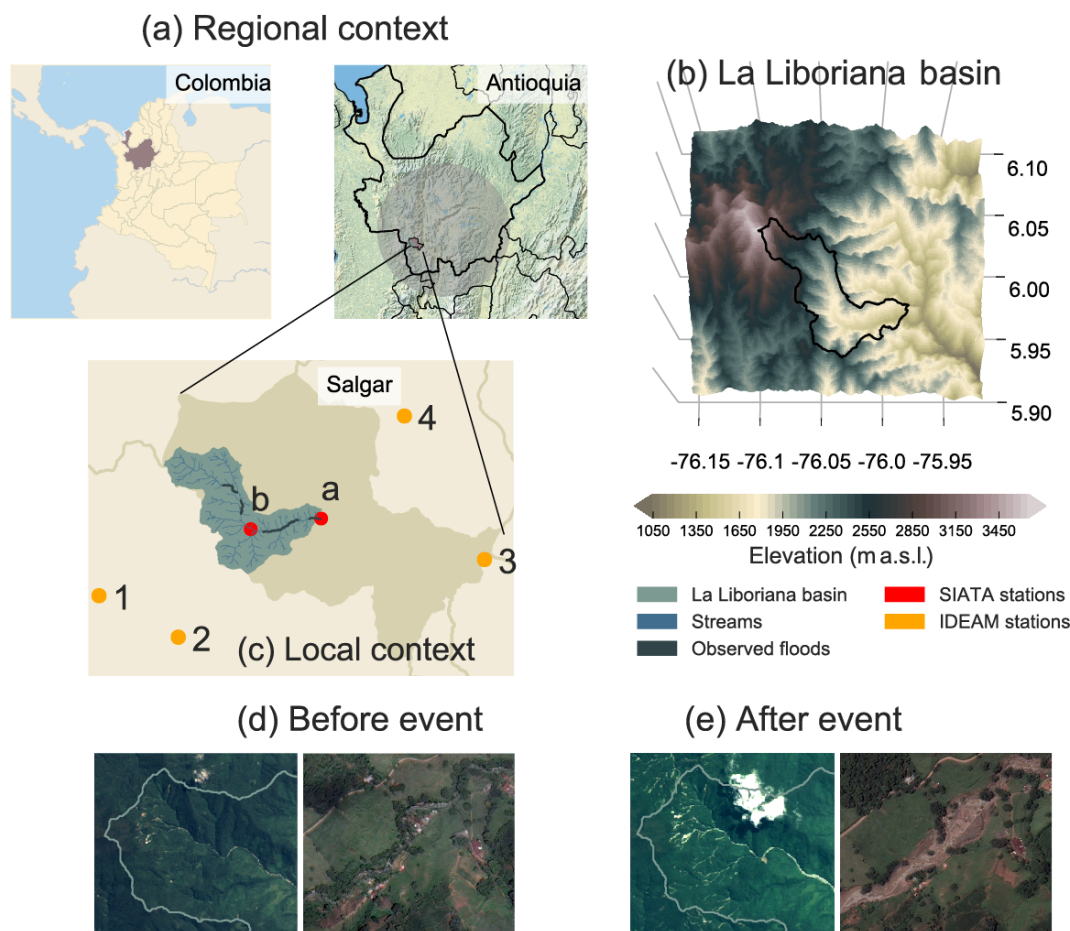 (a) Regional context
Colombia
Antioquia
(b) La Liboriana basin
6.10
6.05
6.00
5.95
5.90
-76.15 -76.1 -76.05 -76.0 -75.95
1050 1350 1650 1950 2250 2550 2850 3150 3450
Elevation (m a.s.l.)
Salgar
4
b
a
3
1
2
(c) Local context
La Liboriana basin
Streams
Observed floods
SIATA stations
IDEAM stations
(d) Before event
(e) After event